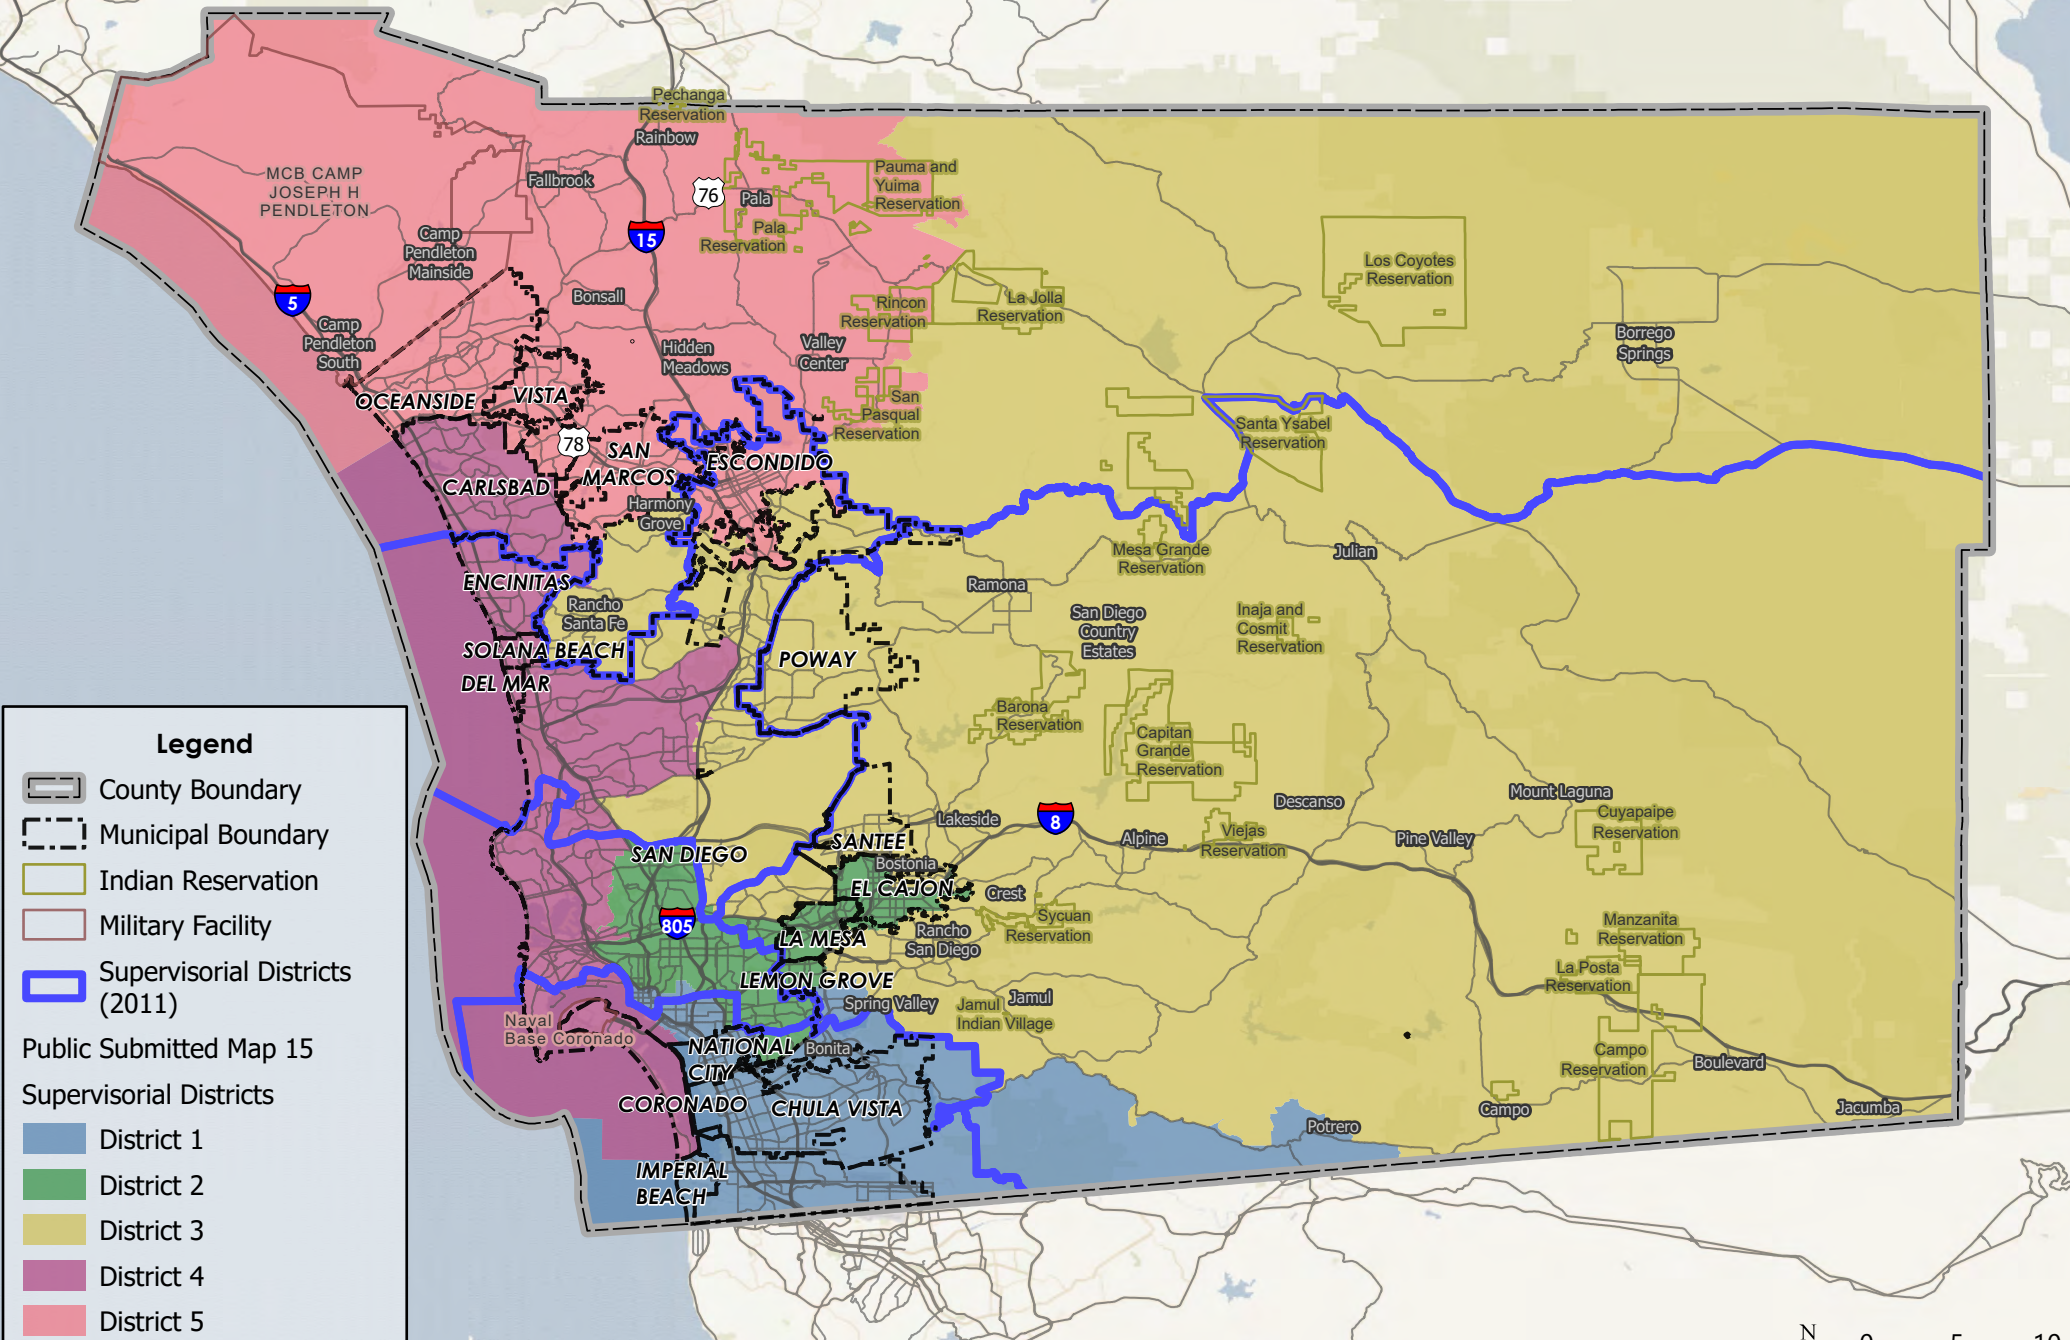 Pechanga
Reservation
Rainbow
MCB CAMP
JOSEPH H
PENDLETON
Fallbrook
76
Pala
Pauma and
Yuima
Reservation
Pala
Reservation
15
Camp
Pendleton
Mainside
5
Bonsall
Los Coyotes
Reservation
La Jolla
Reservation
Rincon
Reservation
Camp
Pendleton
South
Hidden
Meadows
Valley
Center
Borrego
Springs
OCEANSIDE
VISTA
San
Pasqual
Reservation
78
SAN
MARCOS
ESCONDIDO
Santa Ysabel
Reservation
CARLSBAD
Harmony
Grove
Mesa Grande
Reservation
Julian
ENCINITAS
Ramona
Rancho
Santa Fe
San Diego
Country
Estates
Inaja and
Cosmit
Reservation
SOLANA BEACH
POWAY
DEL MAR
Barona
Reservation
Capitan
Grande
Reservation
Mount Laguna
Descanso
Cuyapaipe
Reservation
Lakeside
8
Alpine
Viejas
Reservation
Pine Valley
SAN DIEGO
SANTEE
Bostonia
EL CAJON
Crest
805
LA MESA
Rancho
San Diego
Sycuan
Reservation
Manzanita
Reservation
LEMON GROVE
La Posta
Reservation
Spring Valley
Jamul
Indian Village
Jamul
Naval
Base Coronado
NATIONAL
CITY
Bonita
Campo
Reservation
Boulevard
CORONADO
CHULA VISTA
Campo
Jacumba
Potrero
IMPERIAL
BEACH
Legend
County Boundary
Municipal Boundary
Indian Reservation
Military Facility
Supervisorial Districts
(2011)
Public Submitted Map 15
Supervisorial Districts
District 1
District 2
District 3
District 4
District 5
N
0 5 10